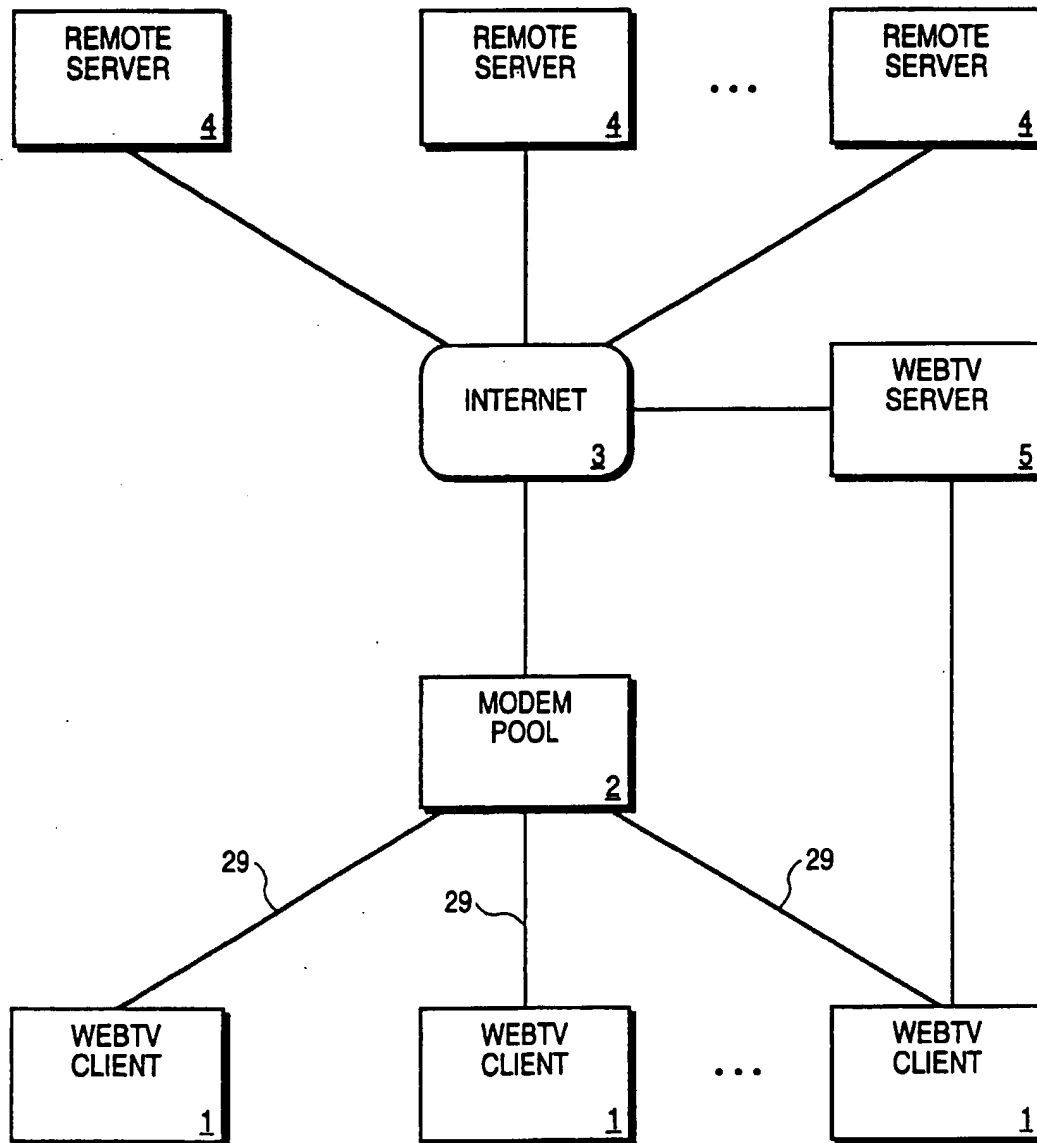 REMOTE
SERVER
4
REMOTE
SERVER
4
...
REMOTE
SERVER
4
INTERNET
3
WEBTV
SERVER
5
MODEM
POOL
2
29
29
29
WEBTV
CLIENT
1
WEBTV
CLIENT
1
...
WEBTV
CLIENT
1